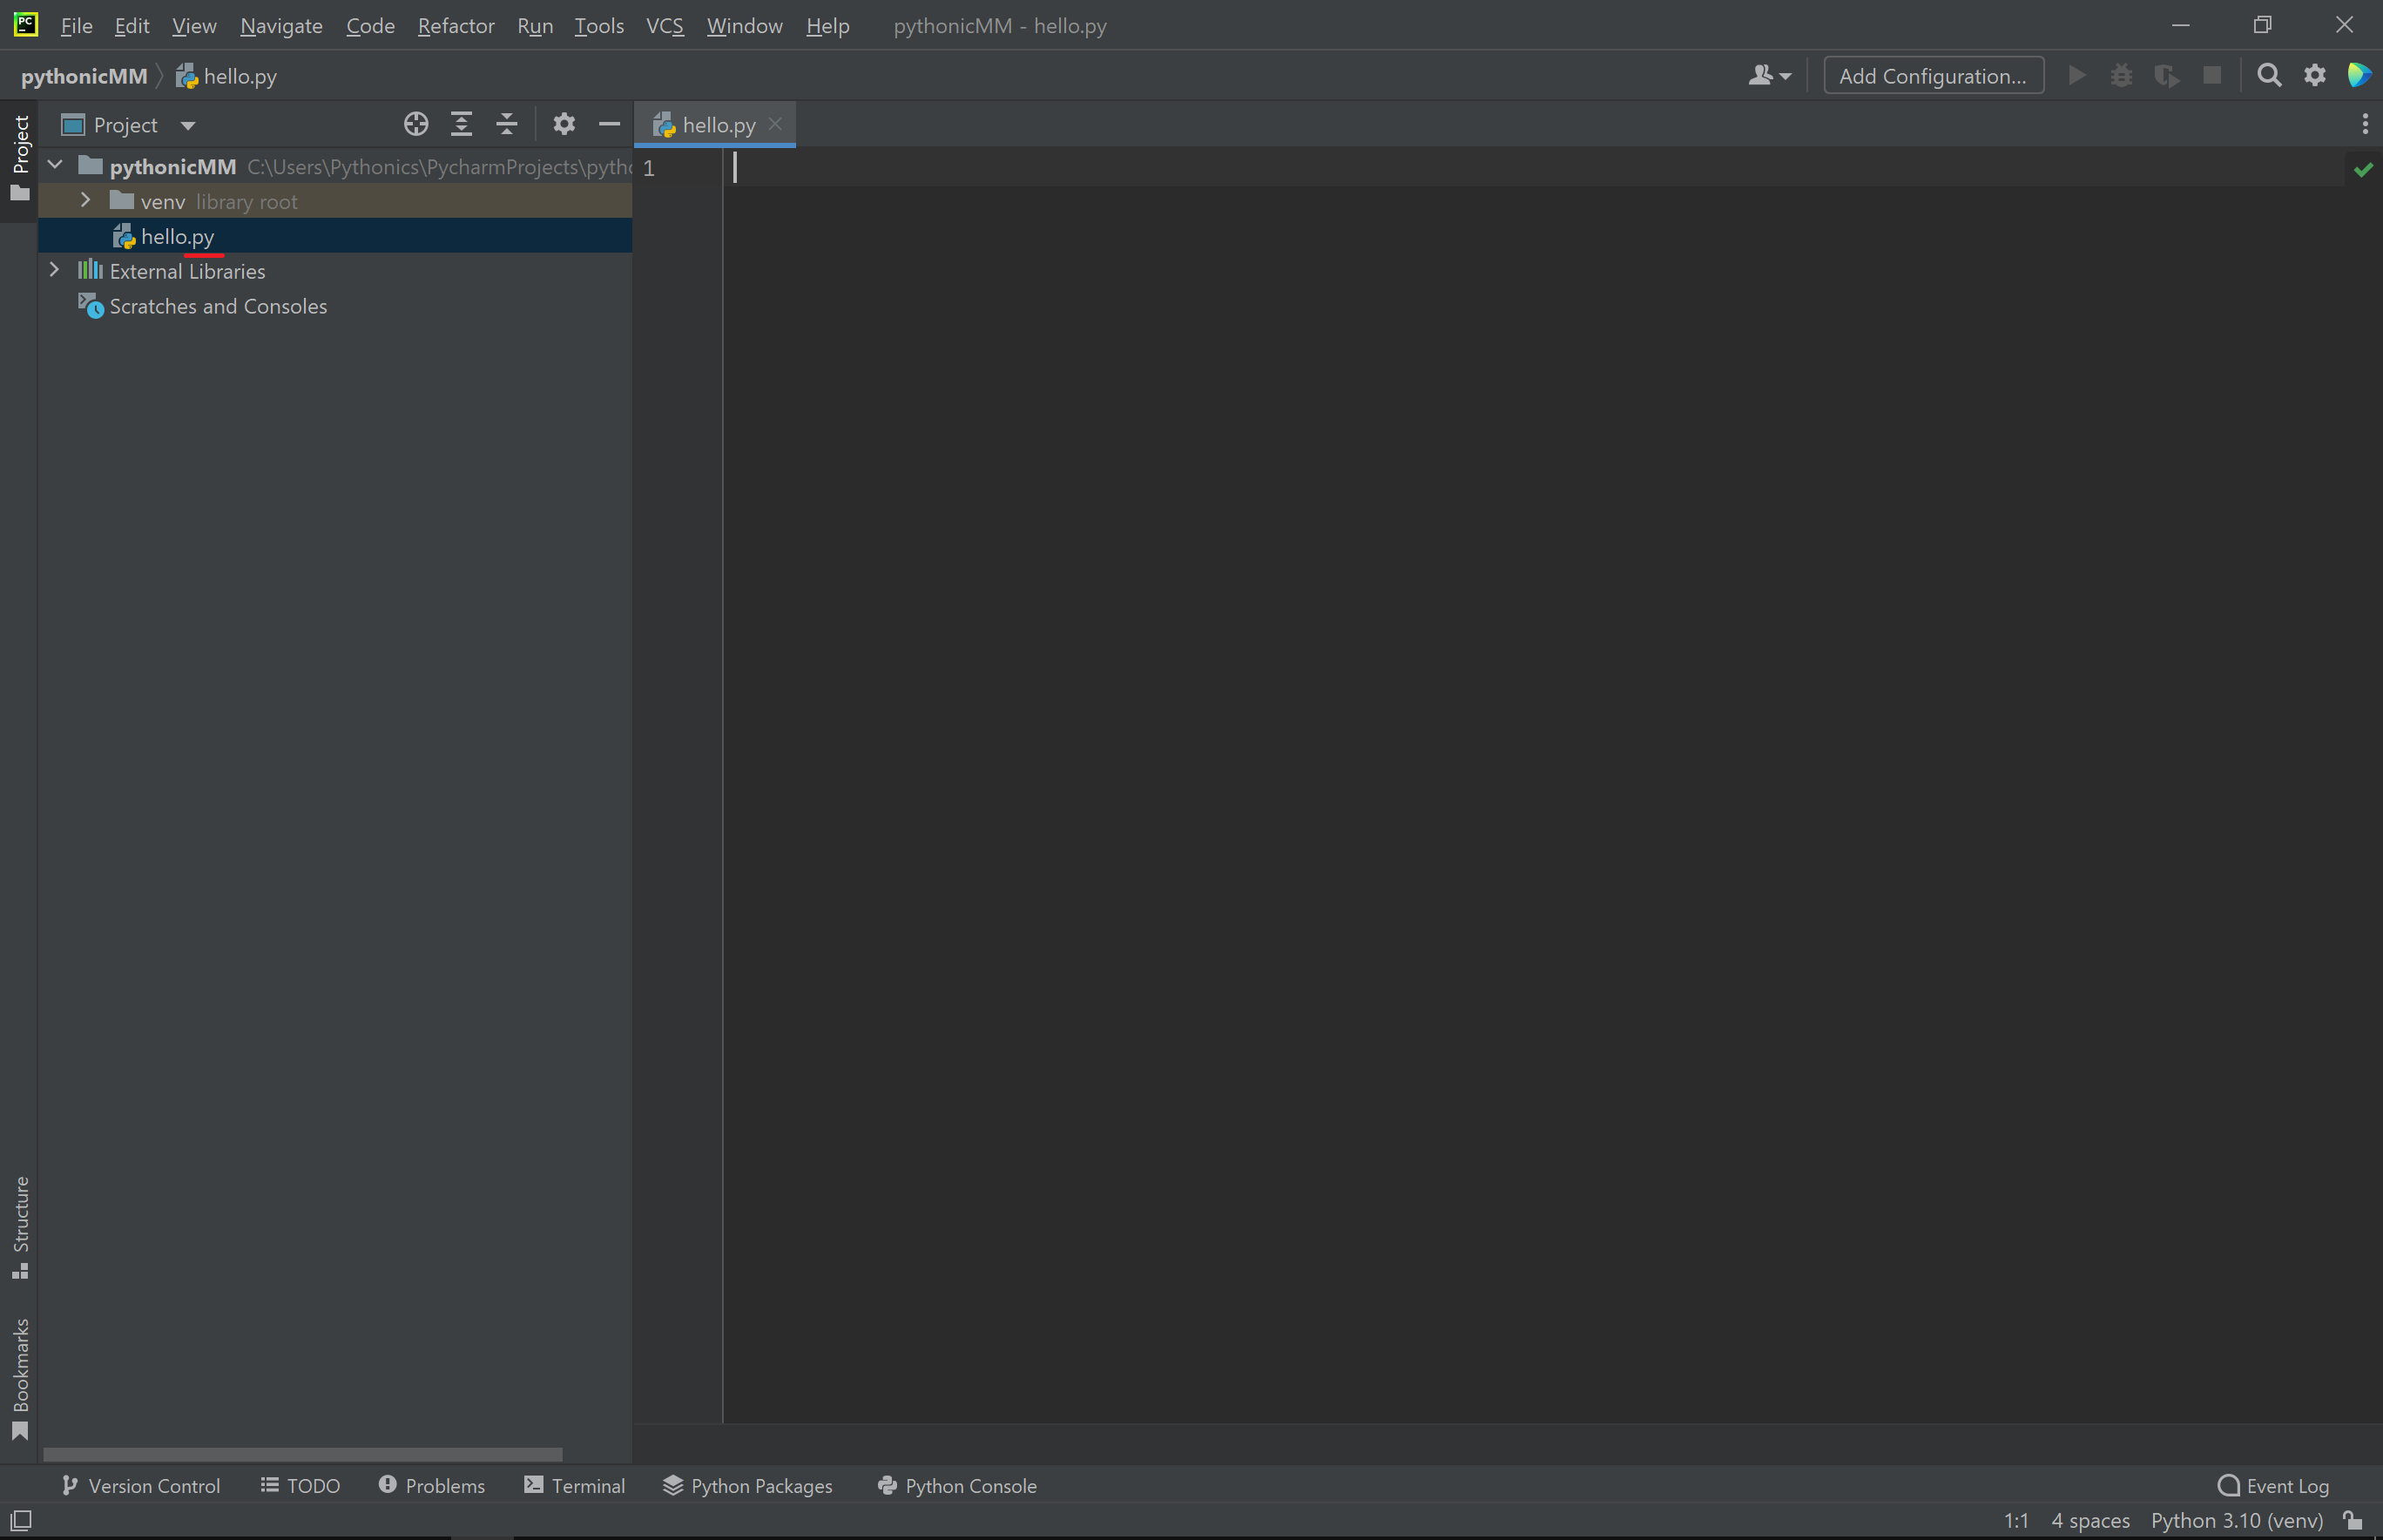 PC File Edit View Navigate Code Refactor Run Tools VCS Window Help pythonicMM - hello.py
pythonicMM hello.py Add Configuration...
Project Project hello.py
pythonicMM C:\Users\Pythonics\PycharmProjects\pytho 1
venv library root
hello.py
External Libraries
Scratches and Consoles
Structure
Bookmarks
Version Control TODO Problems Terminal Python Packages Python Console Event Log
1:1 4 spaces Python 3.10 (venv)